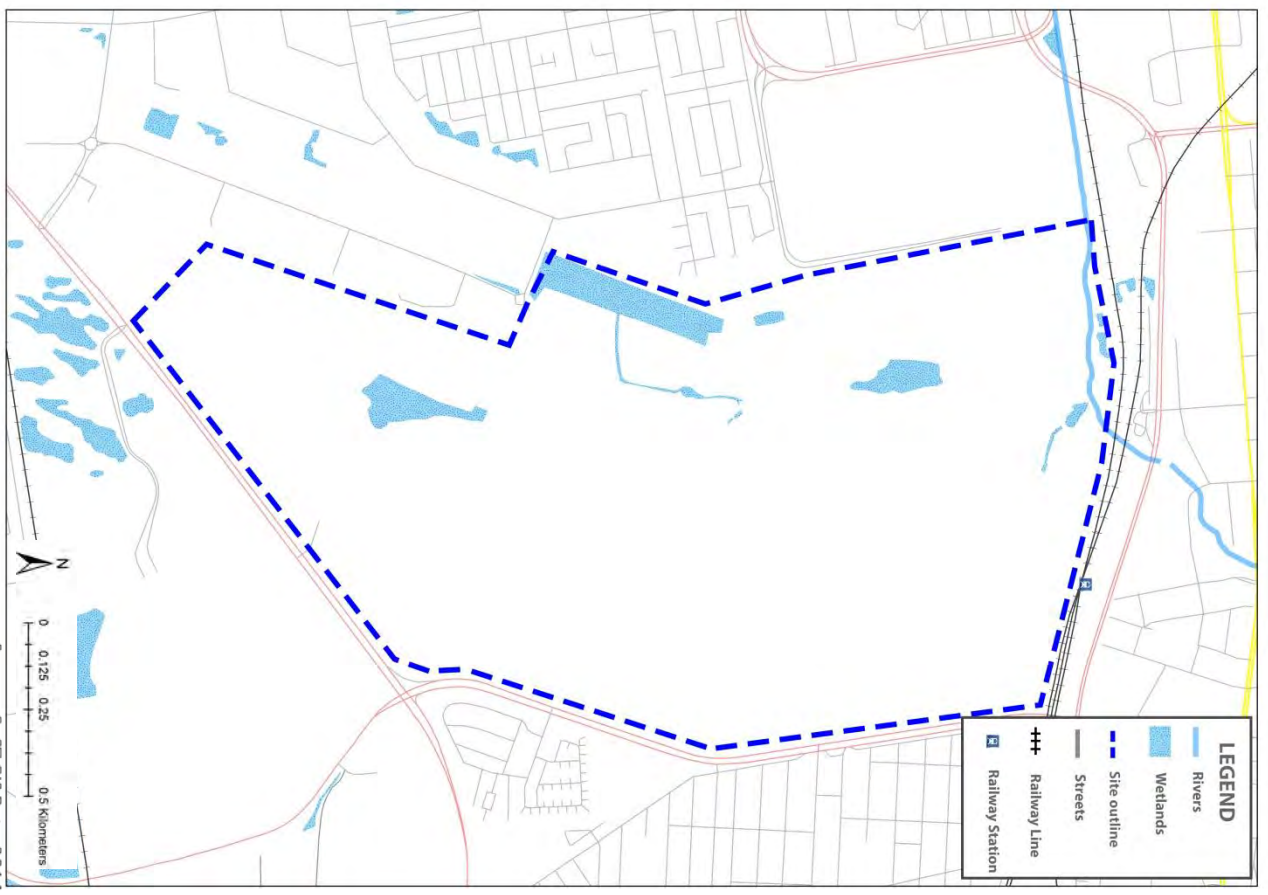 LEGEND
Rivers
Wetlands
Site outline
Streets
Railway Line
Railway Station
N
0 0.125 0.25 0.5 Kilometers